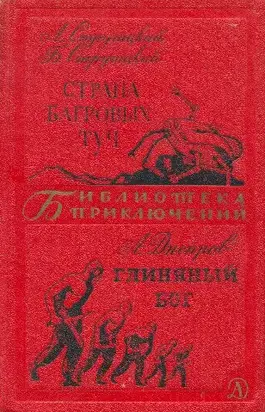 А. Стругацкий
Б. Стругацкий
СТРАНА
БАГРОВЫХ
ТУЧ
БИБЛИОТЕКА
ПРИКЛЮЧЕНИЙ
А. Днепров
ГЛИНЯНЫЙ
БОГ